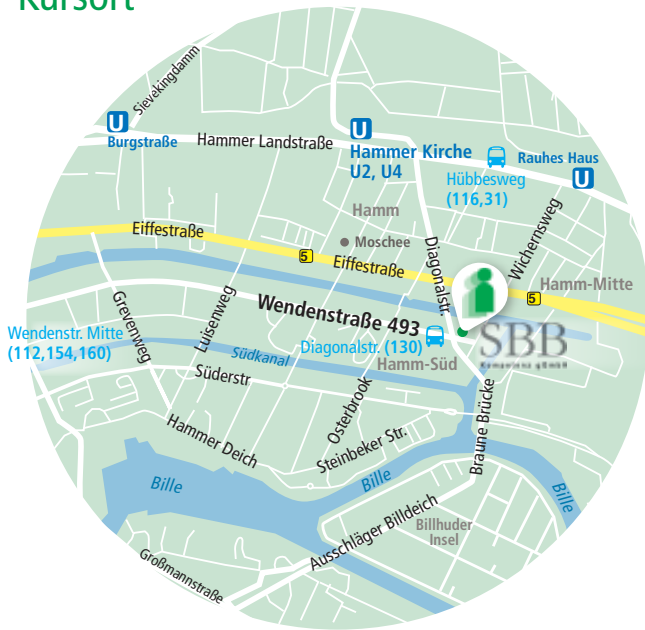 Kursort
Sievekingdamm
U
Burgstraße
Hammer Landstraße
U
Hammer Kirche
U2, U4
Rauhes Haus
U
Hübbesweg
(116,31)
Hamm
Moschee
Eiffestraße
5
Eiffestraße
Diagonalstr.
Wichernsweg
Hamm-Mitte
5
Grevenweg
Luisenweg
Wendenstraße 493
Wendenstr. Mitte
(112,154,160)
Diagonalstr. (130)
SBB
Kompetenz gGmbH
Südkanal
Hamm-Süd
Süderstr.
Osterbrook
Hammer Deich
Steinbeker Str.
Braune Brücke
Bille
Bille
Bille
Ausschläger Billdeich
Billhuder
Insel
Großmannstraße